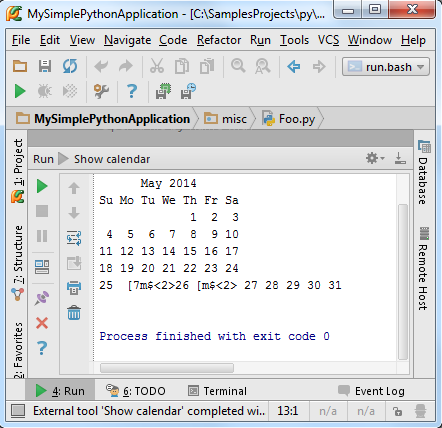 MySimplePythonApplication - [C:\SamplesProjects\py\...
File Edit View Navigate Code Refactor Run Tools VCS Window Help
run.bash
MySimplePythonApplication misc Foo.py
Run Show calendar
1: Project
7: Structure
2: Favorites
Database
Remote Host
May 2014
Su Mo Tu We Th Fr Sa
1 2 3
4 5 6 7 8 9 10
11 12 13 14 15 16 17
18 19 20 21 22 23 24
25 [7m$<2>26 [m$<2> 27 28 29 30 31
Process finished with exit code 0
4: Run 6: TODO Terminal Event Log
External tool 'Show calendar' completed wi... 13:1 n/a n/a